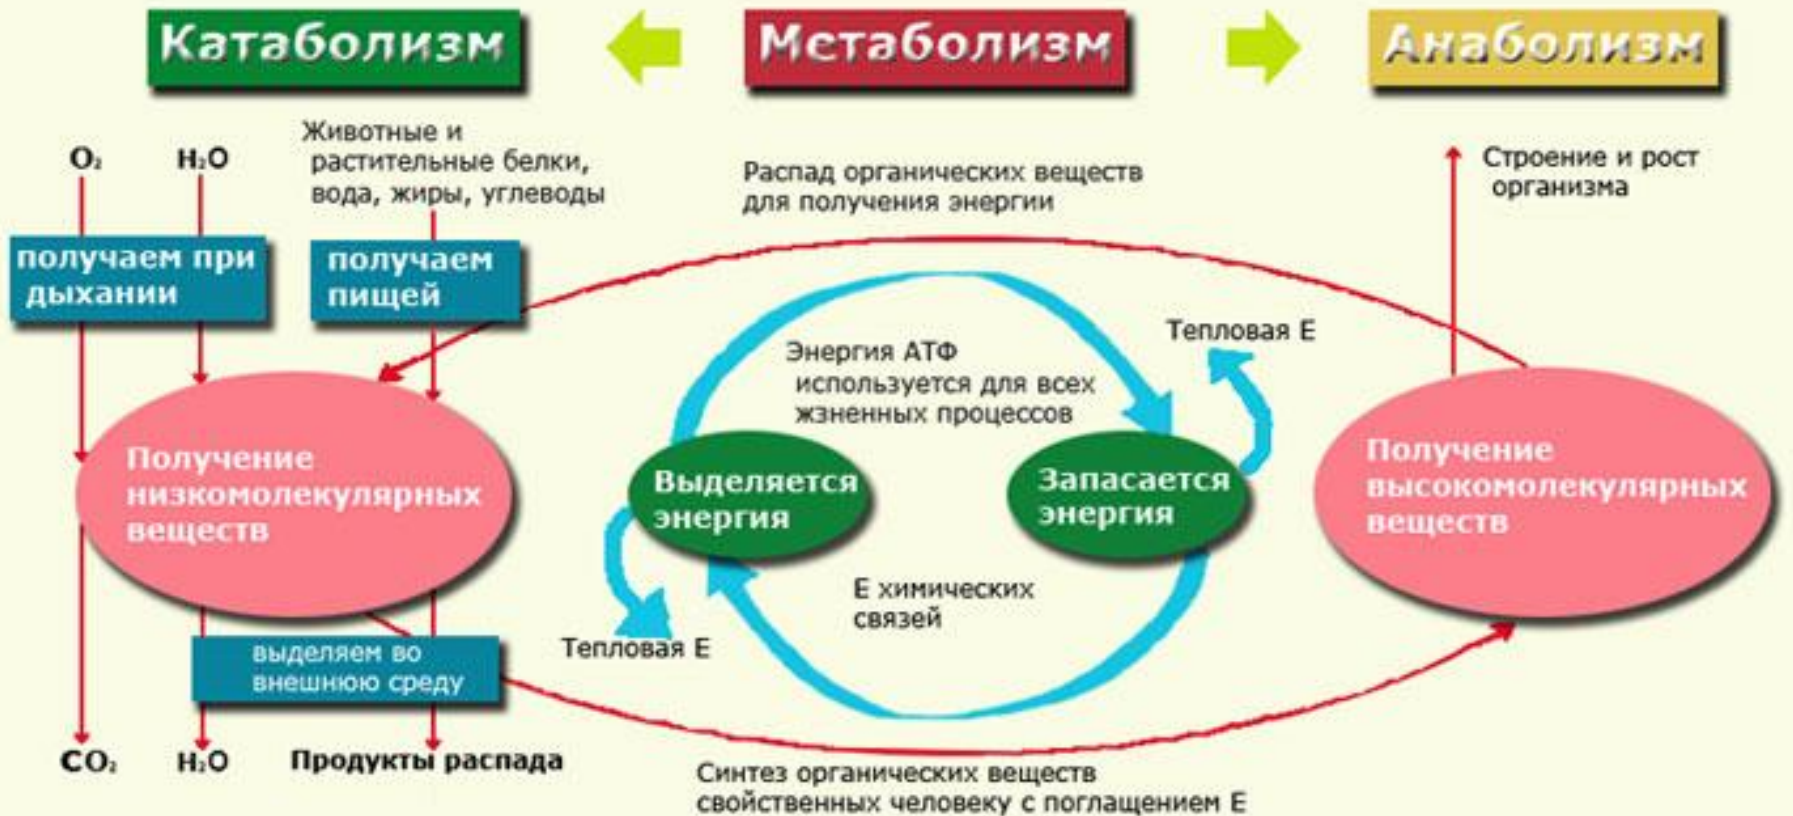 Катаболизм
Метаболизм
Анаболизм
O₂
H₂O
Животные и
растительные белки,
вода, жиры, углеводы
Распад органических веществ
для получения энергии
Строение и рост
организма
получаем при
дыхании
получаем
пищей
Тепловая Е
Энергия АТФ
используется для всех
жзненных процессов
Получение
низкомолекулярных
веществ
Выделяется
энергия
Запасается
энергия
Получение
высокомолекулярных
веществ
Е химических
связей
Тепловая Е
выделяем во
внешнюю среду
CO₂
H₂O
Продукты распада
Синтез органических веществ
свойственных человеку с поглащением Е